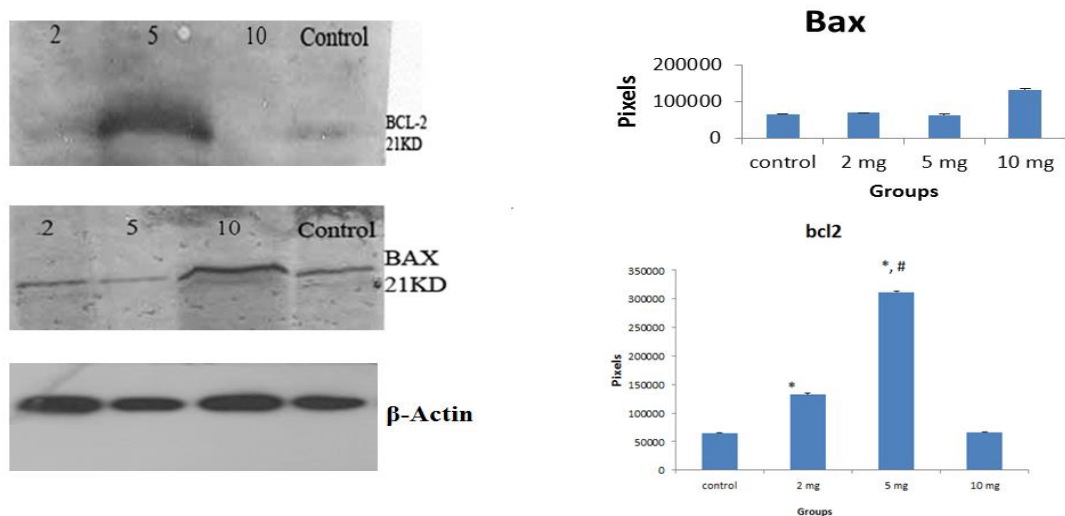 2 5 10 Control
BCL-2
21KD
2 5 10 Control
BAX
21KD
β-Actin
Bax
200000
100000
0
Pixels
control 2 mg 5 mg 10 mg
Groups
bcl2
350000
300000
250000
200000
150000
100000
50000
0
Pixels
*
*, #
control 2 mg 5 mg 10 mg
Groups